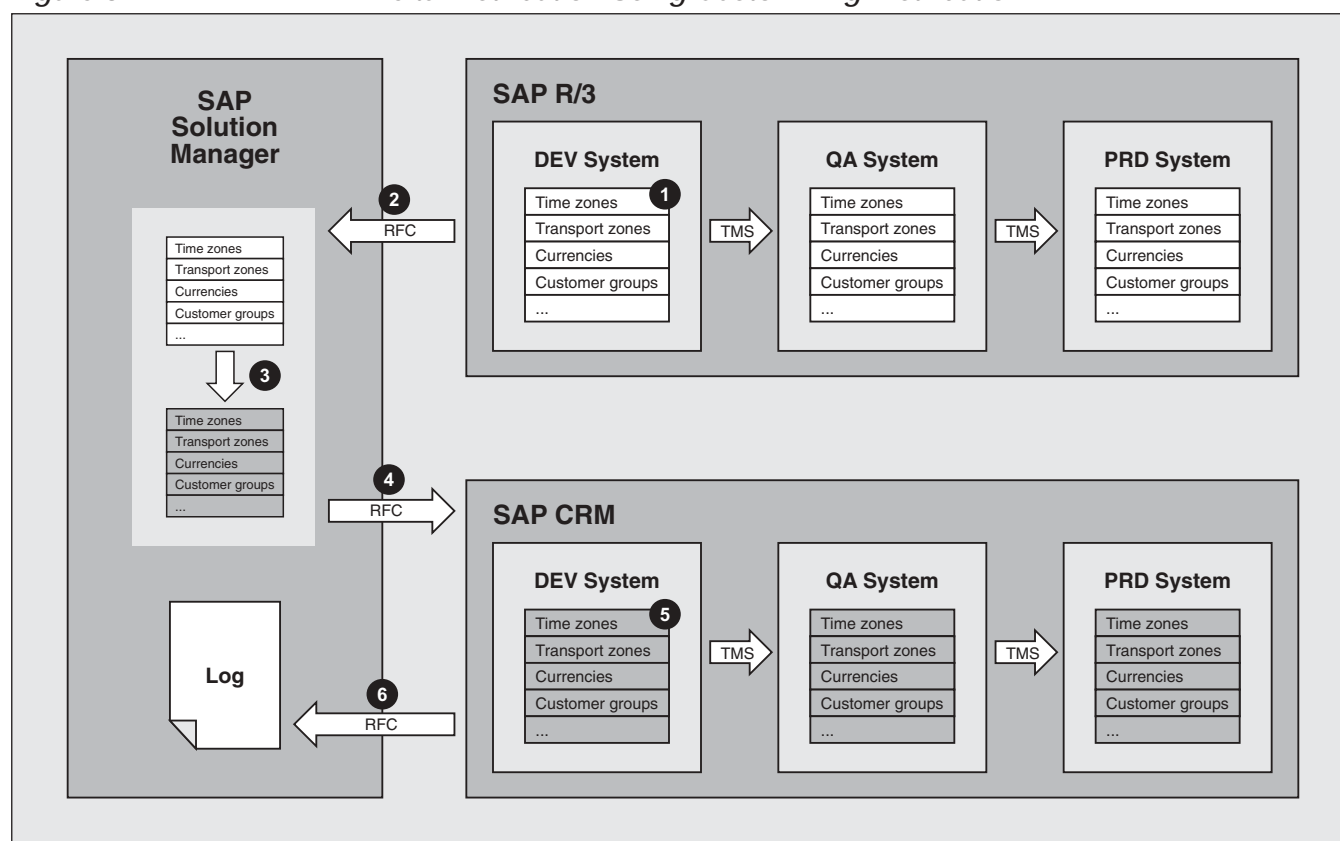 SAP
Solution
Manager
Time zones
Transport zones
Currencies
Customer groups
...
3
Time zones
Transport zones
Currencies
Customer groups
...
Log
2
RFC
4
RFC
6
RFC
SAP R/3
DEV System
1
Time zones
Transport zones
Currencies
Customer groups
...
TMS
QA System
Time zones
Transport zones
Currencies
Customer groups
...
TMS
PRD System
Time zones
Transport zones
Currencies
Customer groups
...
SAP CRM
DEV System
5
Time zones
Transport zones
Currencies
Customer groups
...
TMS
QA System
Time zones
Transport zones
Currencies
Customer groups
...
TMS
PRD System
Time zones
Transport zones
Currencies
Customer groups
...